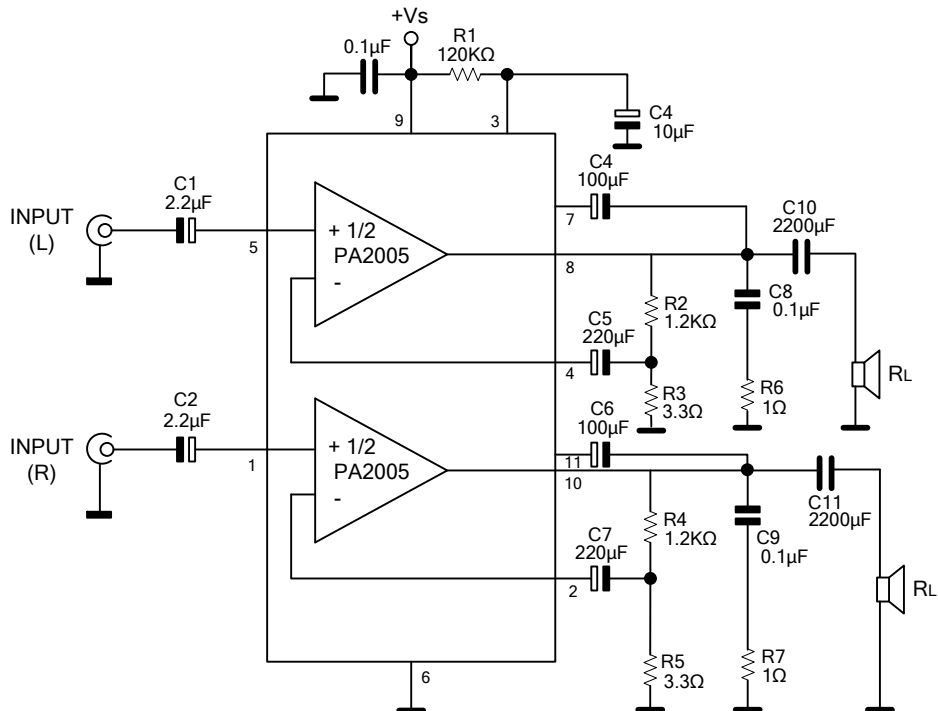 +Vs
0.1µF
R1
120KΩ
9
3
C4
10µF
C4
100µF
7
INPUT
(L)
C1
2.2µF
5
+ 1/2
PA2005
-
8
C10
2200µF
R2
1.2KΩ
C8
0.1µF
C5
220µF
4
R3
3.3Ω
R6
1Ω
RL
INPUT
(R)
C2
2.2µF
1
+ 1/2
PA2005
-
C6
100µF
11
10
C11
2200µF
R4
1.2KΩ
C9
0.1µF
C7
220µF
2
R5
3.3Ω
R7
1Ω
RL
6